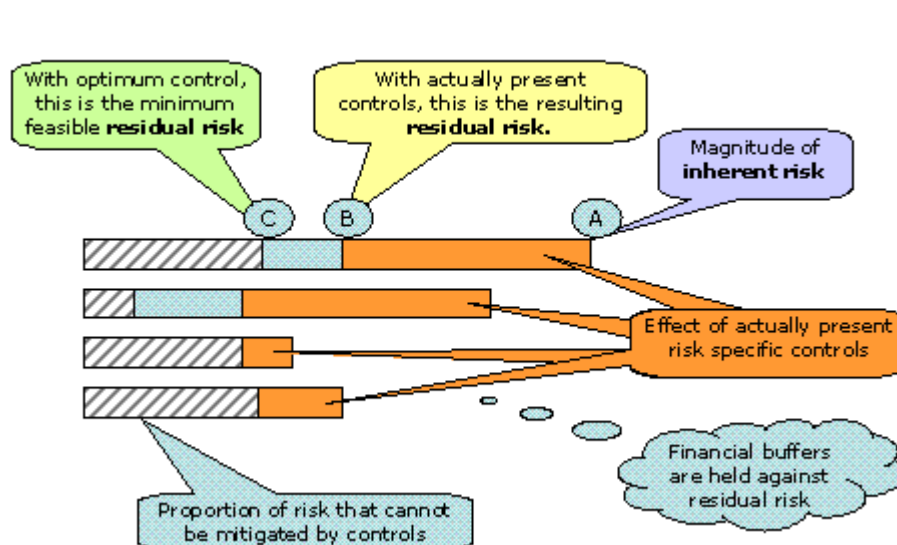 With optimum control,
this is the minimum
feasible residual risk
With actually present
controls, this is the resulting
residual risk.
Magnitude of
inherent risk
C
B
A
Effect of actually present
risk specific controls
Financial buffers
are held against
residual risk
Proportion of risk that cannot
be mitigated by controls